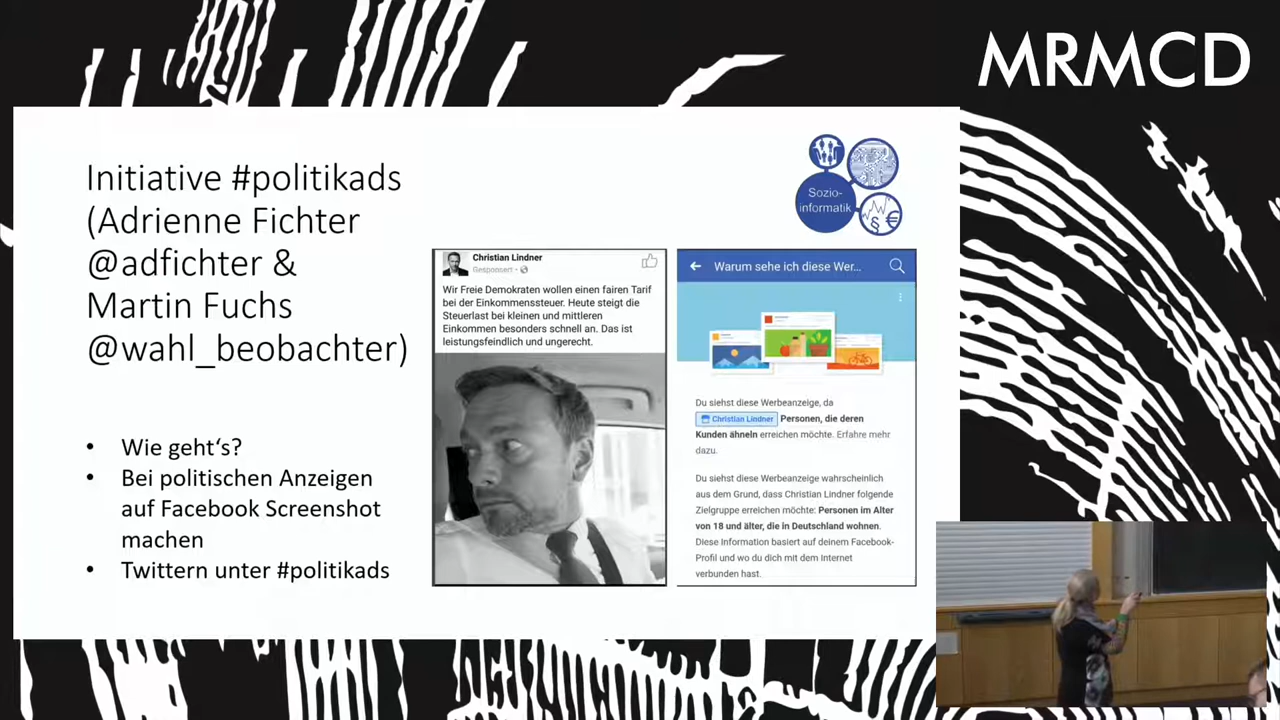 MRMCD
Initiative #politikads
(Adrienne Fichter
@adfichter &
Martin Fuchs
@wahl_beobachter)
• Wie geht‘s?
• Bei politischen Anzeigen
auf Facebook Screenshot
machen
• Twittern unter #politikads
Sozio-
informatik
§ €
Christian Lindner
Gesponsert ·
Wir Freie Demokraten wollen einen fairen Tarif
bei der Einkommenssteuer. Heute steigt die
Steuerlast bei kleinen und mittleren
Einkommen besonders schnell an. Das ist
leistungsfeindlich und ungerecht.
Warum sehe ich diese Wer...
Du siehst diese Werbeanzeige, da
Christian Lindner Personen, die deren
Kunden ähneln erreichen möchte. Erfahre mehr
dazu.
Du siehst diese Werbeanzeige wahrscheinlich
aus dem Grund, dass Christian Lindner folgende
Zielgruppe erreichen möchte: Personen im Alter
von 18 und älter, die in Deutschland wohnen.
Diese Information basiert auf deinem Facebook-
Profil und wo du dich mit dem Internet
verbunden hast.